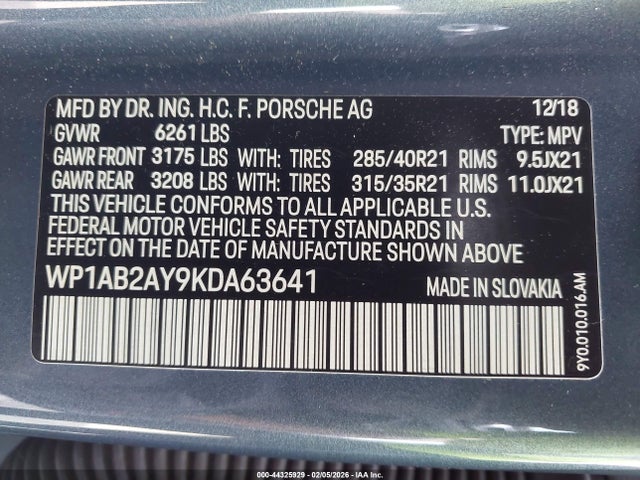 MFD BY DR. ING. H.C. F. PORSCHE AG 12/18
GVWR 6261 LBS TYPE: MPV
GAWR FRONT 3175 LBS WITH: TIRES 285/40R21 RIMS 9.5JX21
GAWR REAR 3208 LBS WITH: TIRES 315/35R21 RIMS 11.0JX21
THIS VEHICLE CONFORMS TO ALL APPLICABLE U.S.
FEDERAL MOTOR VEHICLE SAFETY STANDARDS IN
EFFECT ON THE DATE OF MANUFACTURE SHOWN ABOVE
WP1AB2AY9KDA63641 MADE IN SLOVAKIA
9Y0.010.016.AM
000-44325929 - 02/05/2026 - IAA Inc.